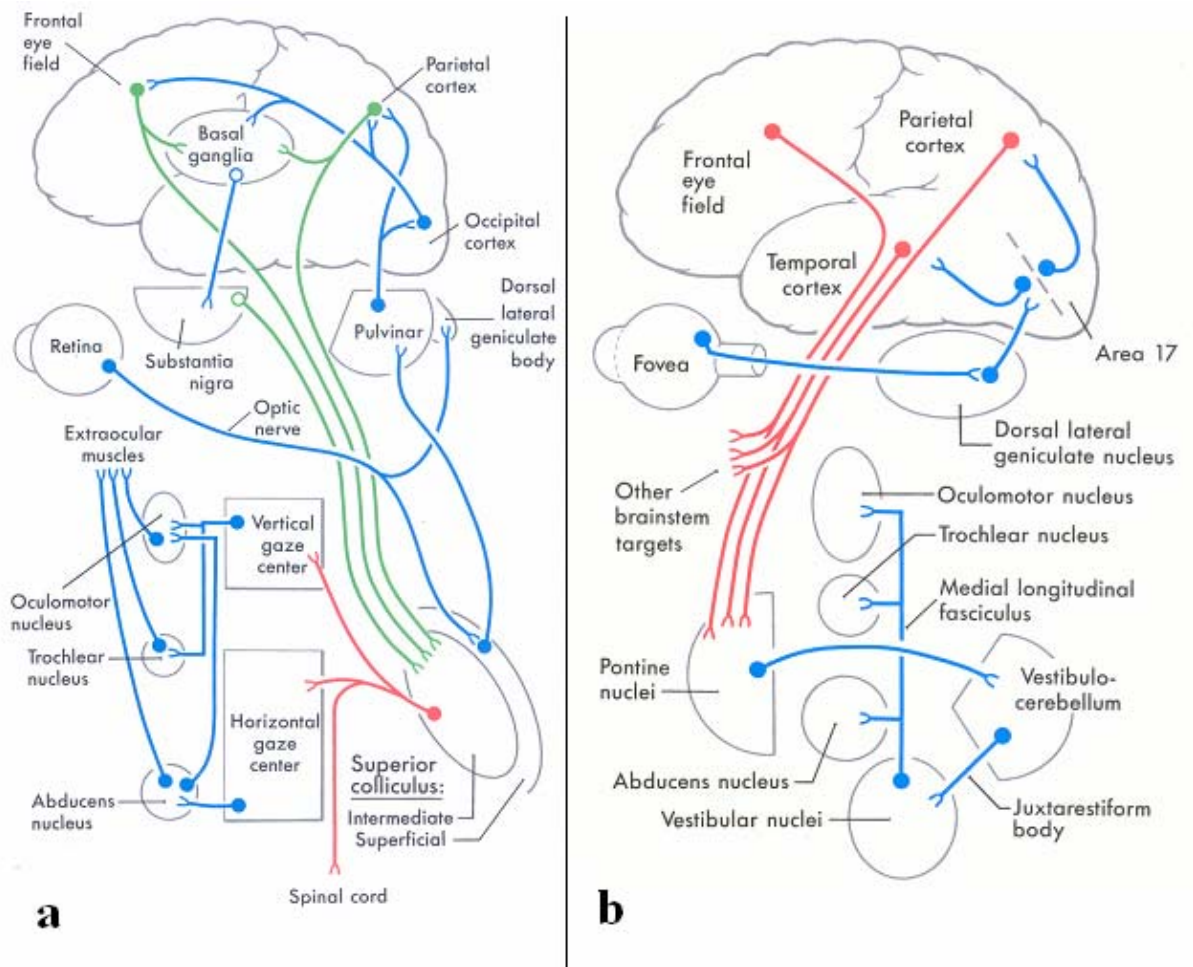 Frontal
eye
field
Parietal
cortex
Basal
ganglia
Occipital
cortex
Dorsal
lateral
geniculate
body
Retina
Substantia
nigra
Pulvinar
Optic
nerve
Extraocular
muscles
Vertical
gaze
center
Oculomotor
nucleus
Trochlear
nucleus
Horizontal
gaze
center
Superior
colliculus:
Intermediate
Superficial
Abducens
nucleus
Spinal cord
a
Parietal
cortex
Frontal
eye
field
Temporal
cortex
Area 17
Fovea
Dorsal lateral
geniculate nucleus
Other
brainstem
targets
Oculomotor nucleus
Trochlear nucleus
Medial longitudinal
fasciculus
Pontine
nuclei
Vestibulo-
cerebellum
Abducens nucleus
Vestibular nuclei
Juxtarestiform
body
b